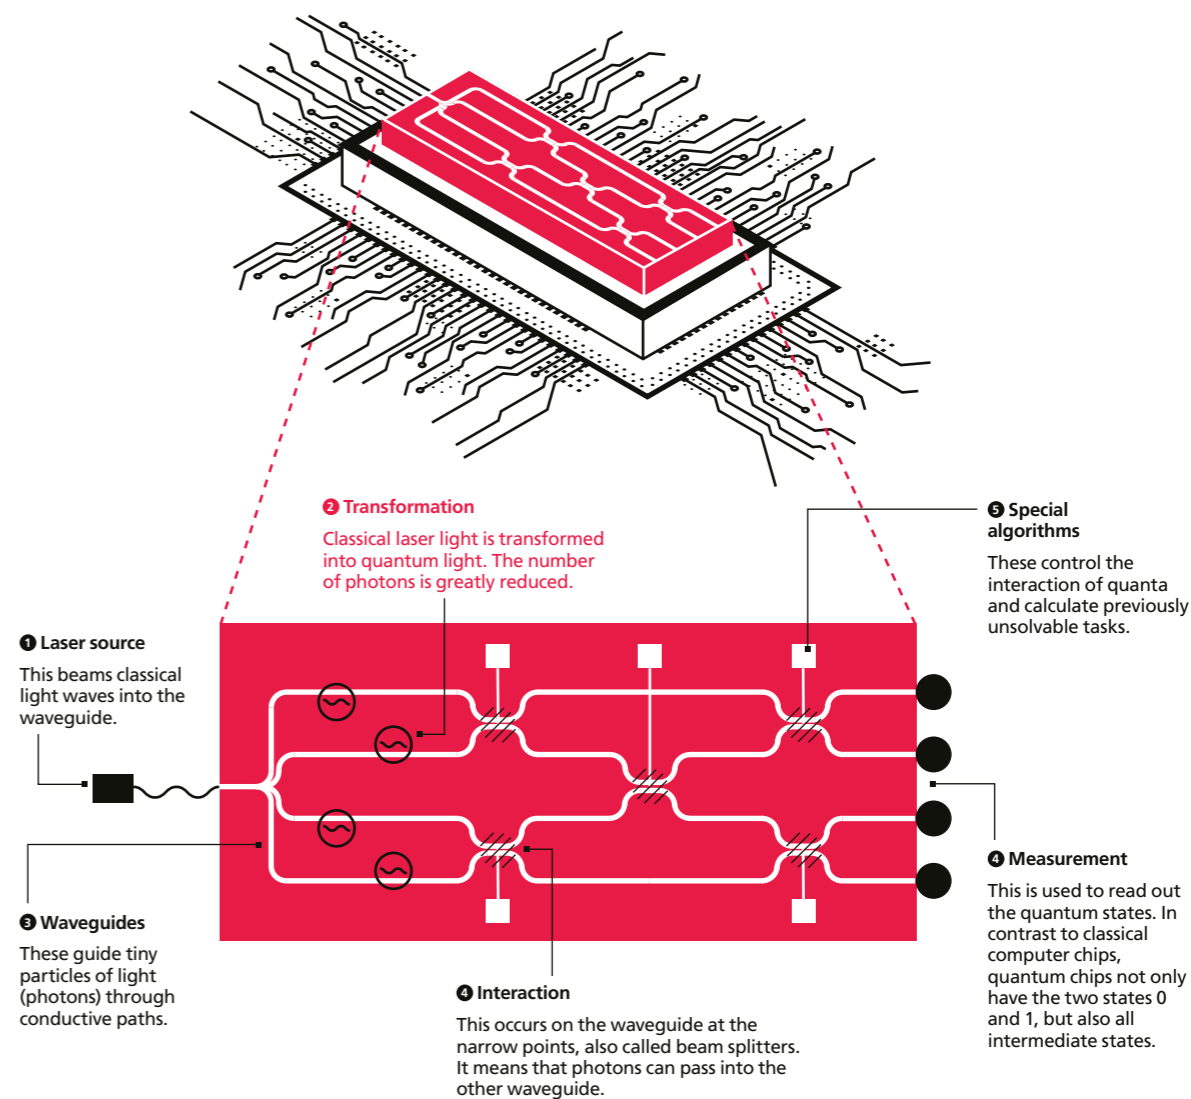 ❷ Transformation
Classical laser light is transformed
into quantum light. The number
of photons is greatly reduced.
❺ Special
algorithms
These control the
interaction of quanta
and calculate previously
unsolvable tasks.
❶ Laser source
This beams classical
light waves into the
waveguide.
❸ Waveguides
These guide tiny
particles of light
(photons) through
conductive paths.
❹ Interaction
This occurs on the waveguide at the
narrow points, also called beam splitters.
It means that photons can pass into the
other waveguide.
❹ Measurement
This is used to read out
the quantum states. In
contrast to classical
computer chips,
quantum chips not only
have the two states 0
and 1, but also all
intermediate states.